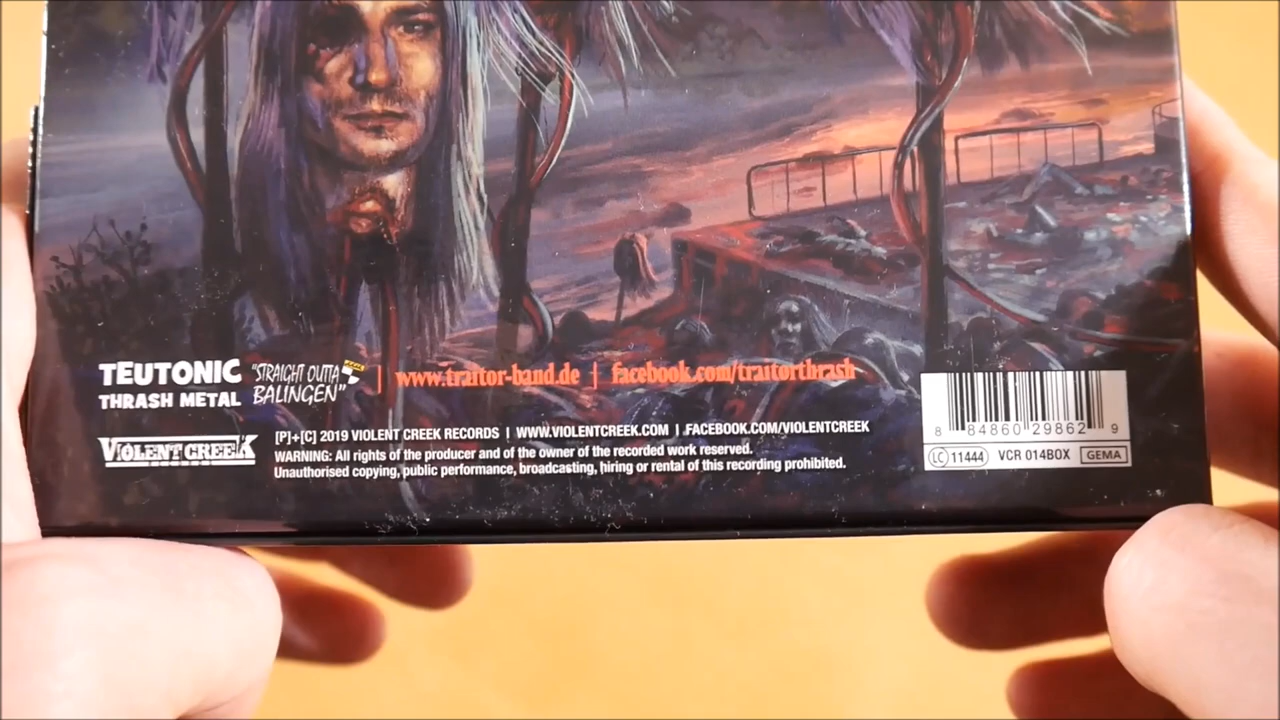 TEUTONIC
THRASH METAL
"STRAIGHT OUTTA
BALINGEN"
| www.traitor-band.de | facebook.com/traitorthrash
VIOLENT CREEK
[P]+[C] 2019 VIOLENT CREEK RECORDS | WWW.VIOLENTCREEK.COM | FACEBOOK.COM/VIOLENTCREEK
WARNING: All rights of the producer and of the owner of the recorded work reserved.
Unauthorised copying, public performance, broadcasting, hiring or rental of this recording prohibited.
8 84860 29862 9
LC 11444 VCR 014BOX GEMA